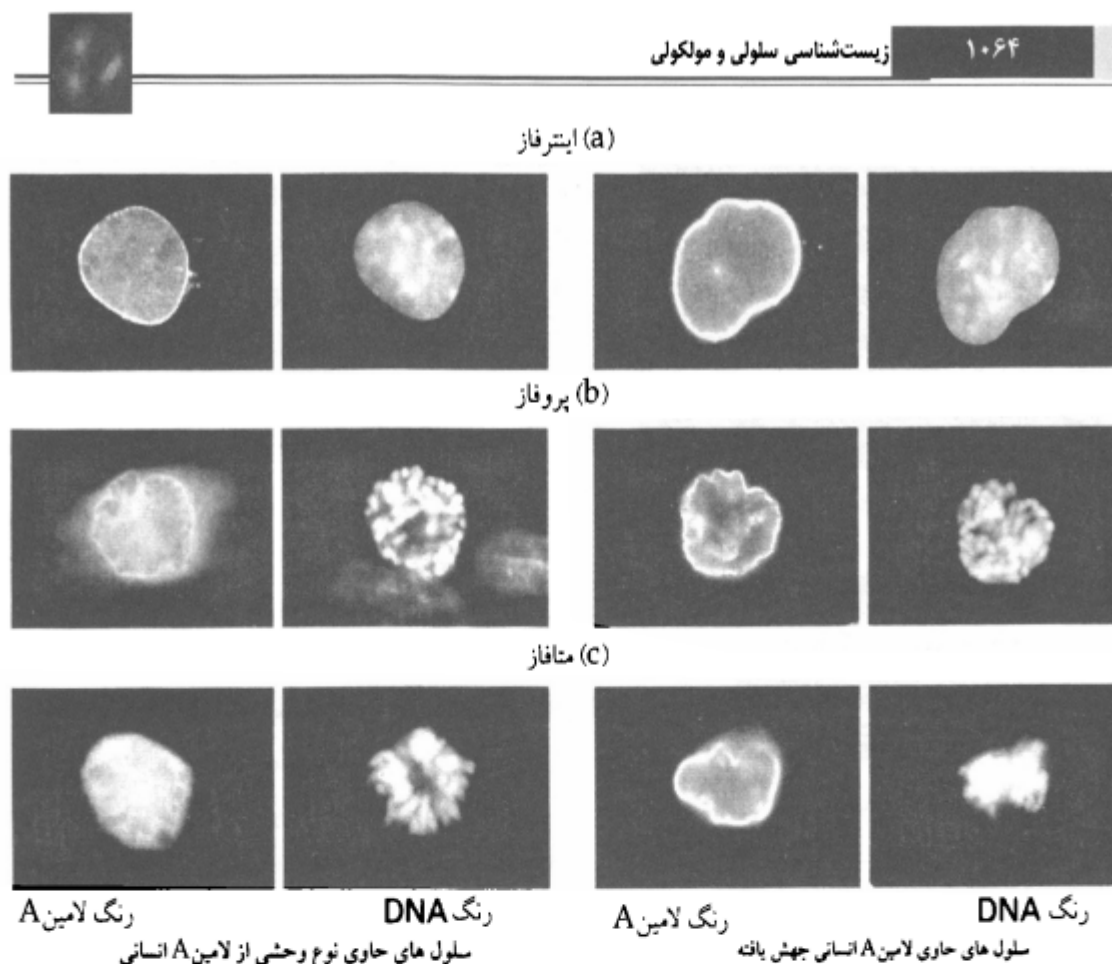 ۱۰۶۴
زیست‌شناسی سلولی و مولکولی
(a) اینترفاز
(b) پروفاز
(c) متافاز
رنگ لامین A
رنگ DNA
رنگ لامین A
رنگ DNA
سلول های حاوی نوع وحشی از لامین A انسانی
سلول های حاوی لامین A انسانی جهش یافته